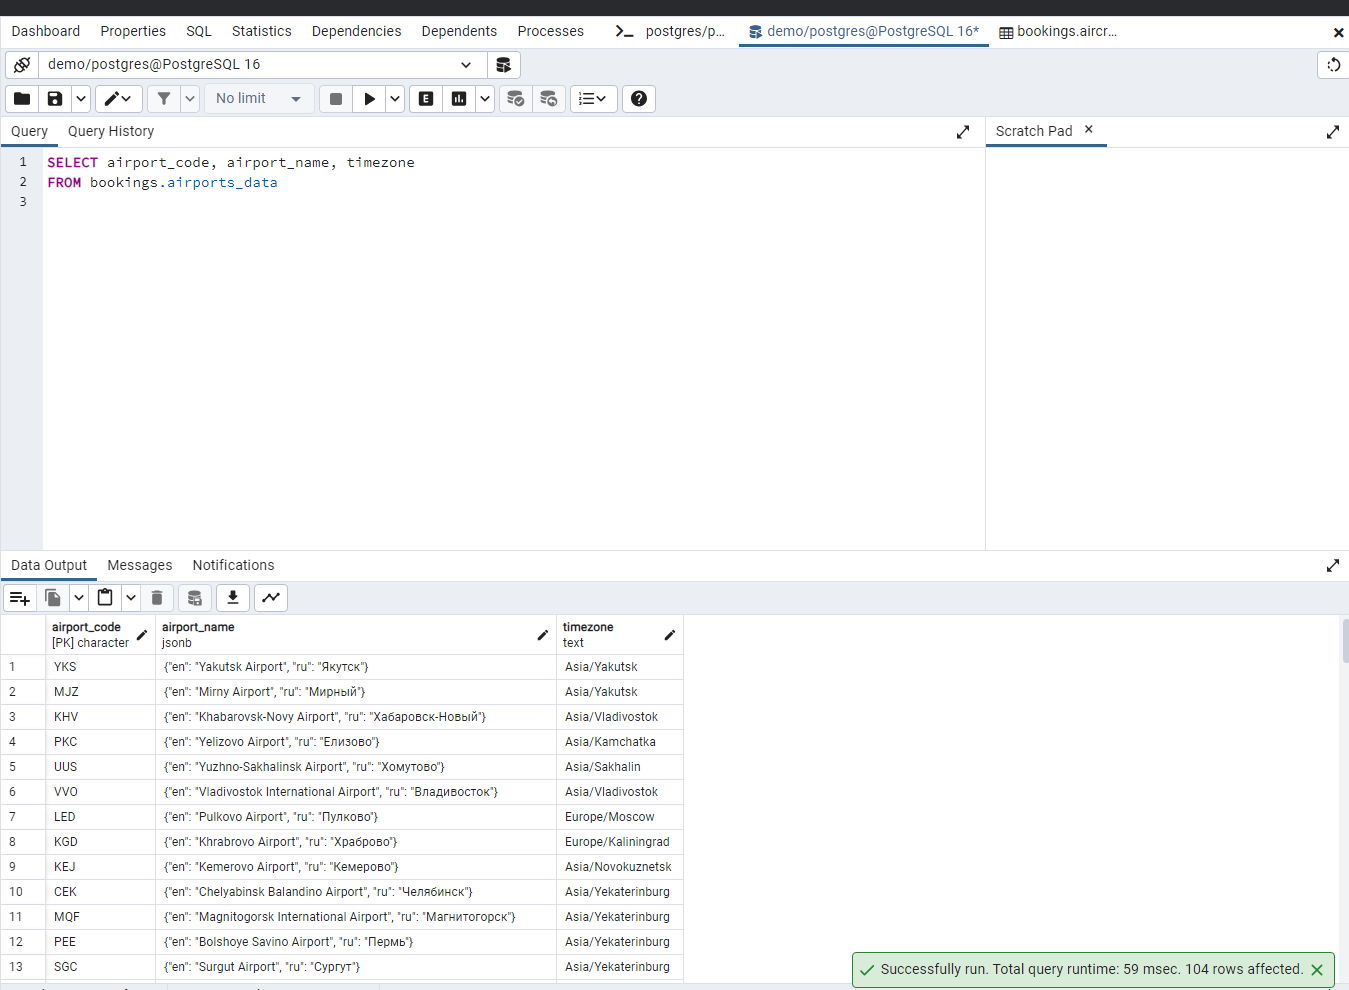 Dashboard Properties SQL Statistics Dependencies Dependents Processes postgres/p... demo/postgres@PostgreSQL 16* bookings.aircr...
demo/postgres@PostgreSQL 16
No limit E
Query Query History Scratch Pad
1 SELECT airport_code, airport_name, timezone
2 FROM bookings.airports_data
3
Data Output Messages Notifications
airport_code airport_name timezone
[PK] character jsonb text
1 YKS {"en": "Yakutsk Airport", "ru": "Якутск"} Asia/Yakutsk
2 MJZ {"en": "Mirny Airport", "ru": "Мирный"} Asia/Yakutsk
3 KHV {"en": "Khabarovsk-Novy Airport", "ru": "Хабаровск-Новый"} Asia/Vladivostok
4 PKC {"en": "Yelizovo Airport", "ru": "Елизово"} Asia/Kamchatka
5 UUS {"en": "Yuzhno-Sakhalinsk Airport", "ru": "Хомутово"} Asia/Sakhalin
6 VVO {"en": "Vladivostok International Airport", "ru": "Владивосток"} Asia/Vladivostok
7 LED {"en": "Pulkovo Airport", "ru": "Пулково"} Europe/Moscow
8 KGD {"en": "Khrabrovo Airport", "ru": "Храброво"} Europe/Kaliningrad
9 KEJ {"en": "Kemerovo Airport", "ru": "Кемерово"} Asia/Novokuznetsk
10 CEK {"en": "Chelyabinsk Balandino Airport", "ru": "Челябинск"} Asia/Yekaterinburg
11 MQF {"en": "Magnitogorsk International Airport", "ru": "Магнитогорск"} Asia/Yekaterinburg
12 PEE {"en": "Bolshoye Savino Airport", "ru": "Пермь"} Asia/Yekaterinburg
13 SGC {"en": "Surgut Airport", "ru": "Сургут"} Asia/Yekaterinburg
Successfully run. Total query runtime: 59 msec. 104 rows affected.